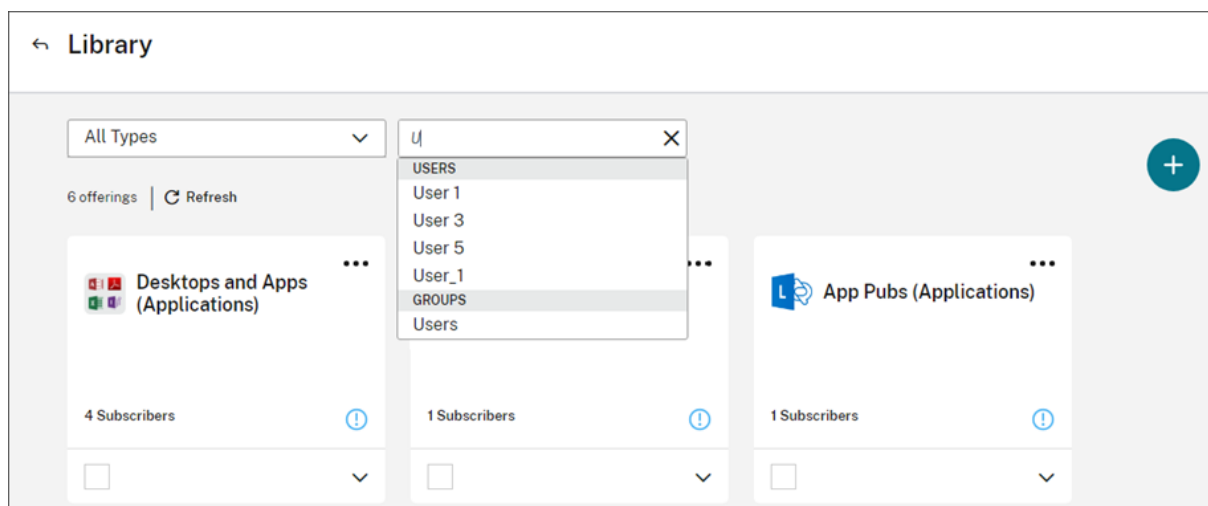 Library
All Types
U
USERS
User 1
User 3
User 5
User_1
GROUPS
Users
6 offerings
Refresh
Desktops and Apps
(Applications)
4 Subscribers
1 Subscribers
L
App Pubs (Applications)
1 Subscribers